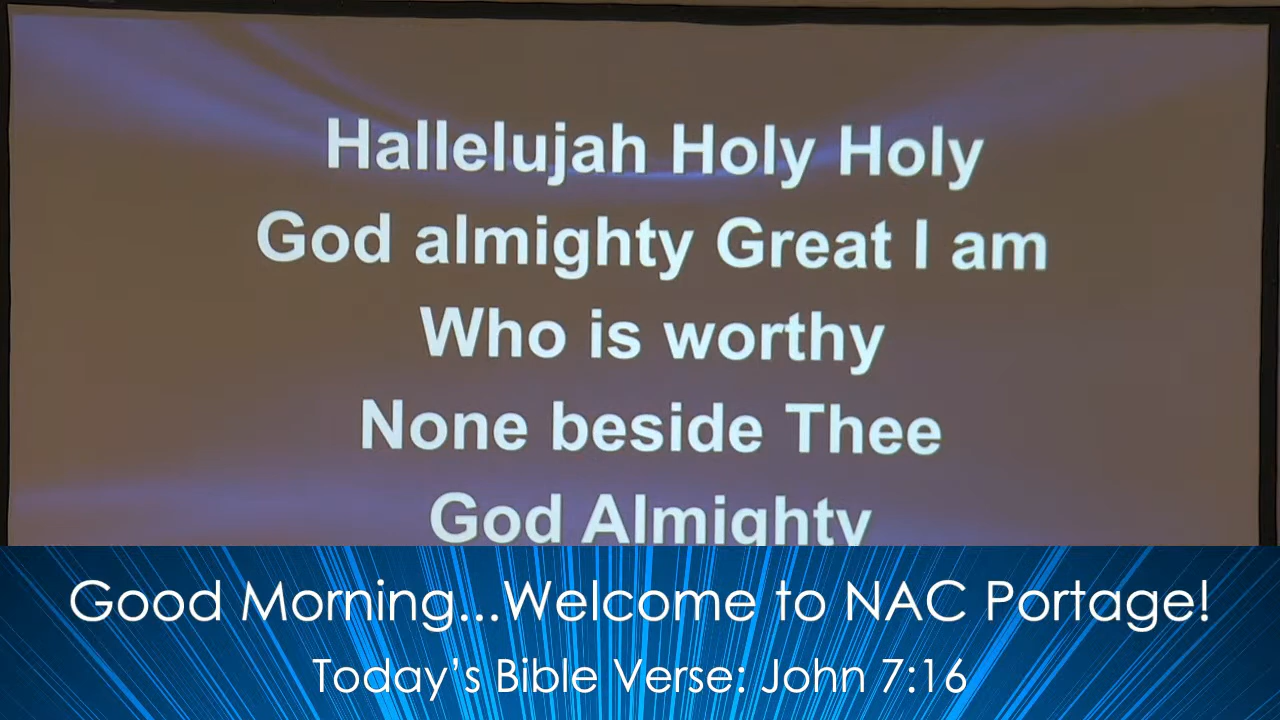 Hallelujah Holy Holy
God almighty Great I am
Who is worthy
None beside Thee
God Almighty
Good Morning...Welcome to NAC Portage!
Today's Bible Verse: John 7:16